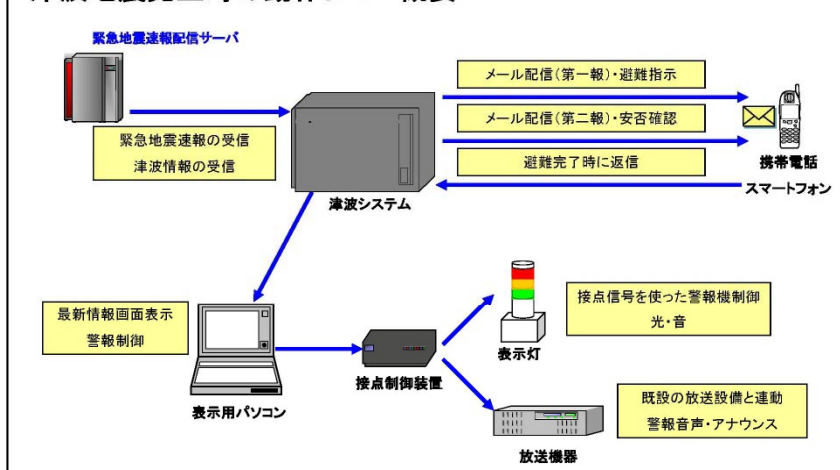 緊急地震速報配信サーバ
メール配信(第一報)・避難指示
メール配信(第二報)・安否確認
避難完了時に返信
緊急地震速報の受信
津波情報の受信
津波システム
携帯電話
スマートフォン
最新情報画面表示
警報制御
表示用パソコン
接点制御装置
表示灯
接点信号を使った警報機制御
光・音
既設の放送設備と連動
警報音声・アナウンス
放送機器